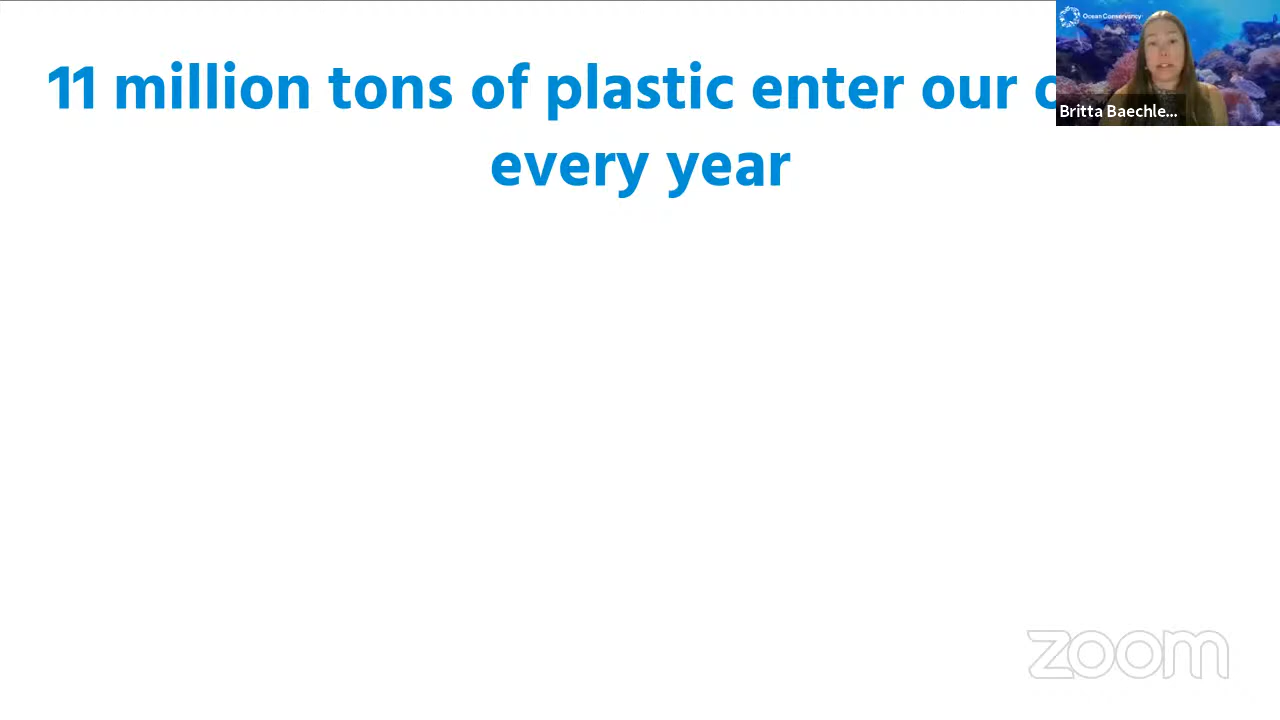 11 million tons of plastic enter our
every year
Ocean Conservancy
Britta Baechle...
zoom